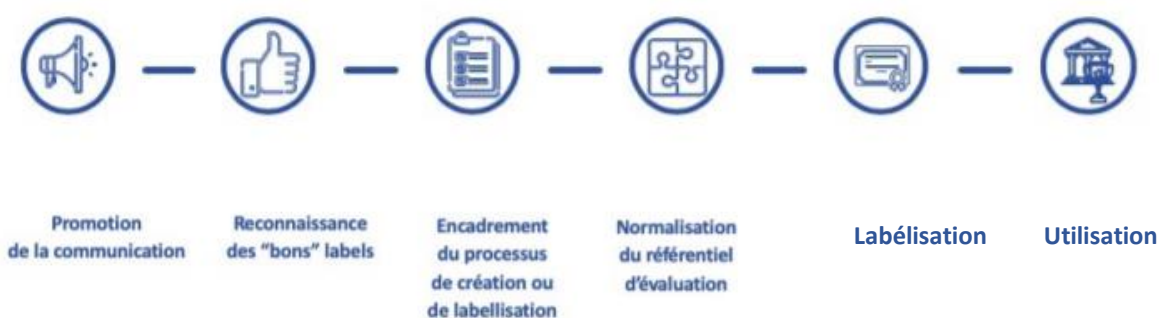 Promotion
de la communication
Reconnaissance
des “bons” labels
Encadrement
du processus
de création ou
de labellisation
Normalisation
du référentiel
d’évaluation
Labélisation
Utilisation